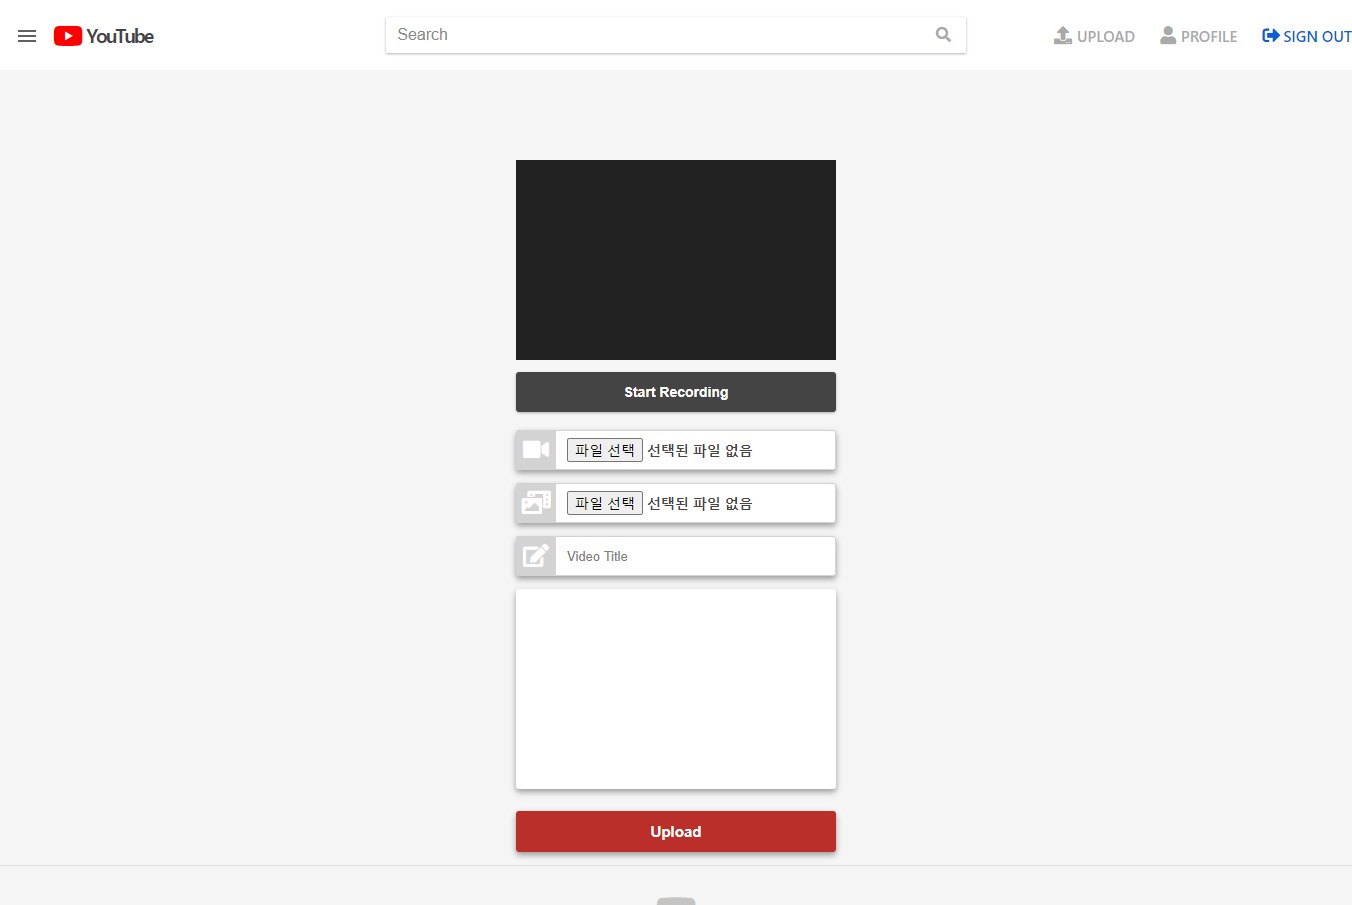 YouTube
Search
UPLOAD
PROFILE
SIGN OUT
Start Recording
파일 선택 선택된 파일 없음
파일 선택 선택된 파일 없음
Video Title
Upload